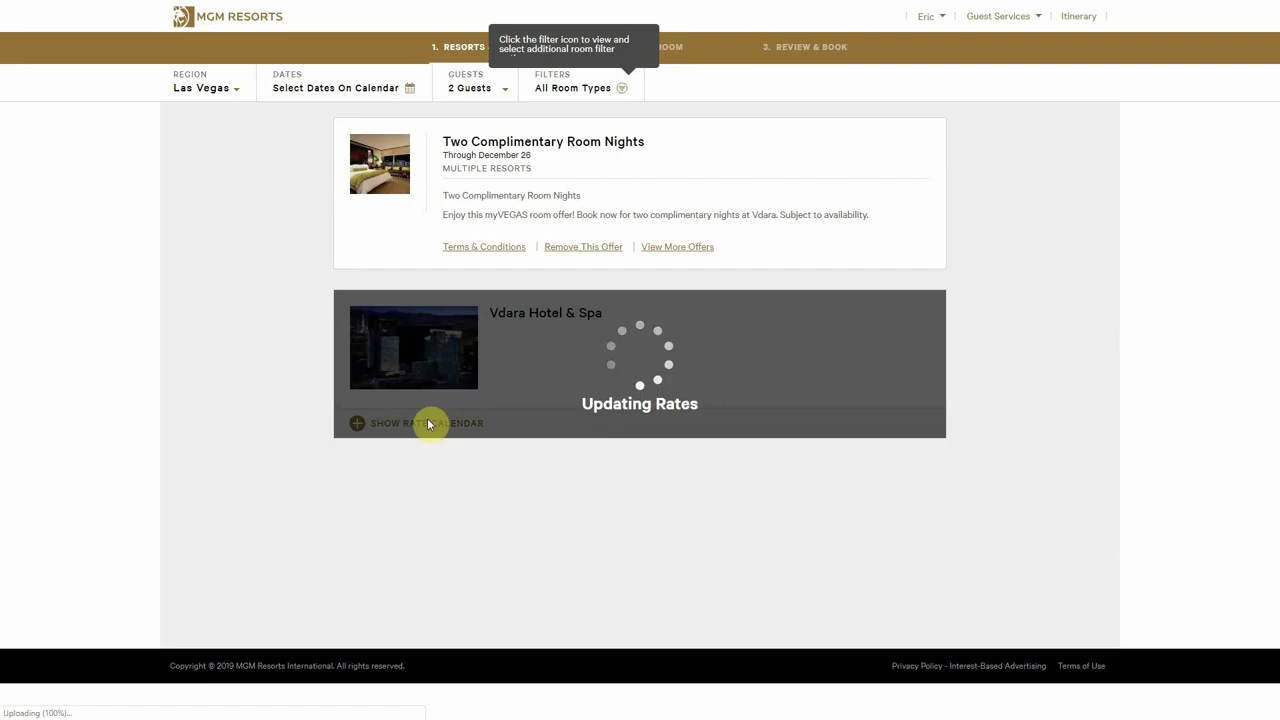 MGM RESORTS
Eric
Guest Services
Itinerary
1. RESORTS
ROOM
3. REVIEW & BOOK
Click the filter icon to view and
select additional room filter
REGION
Las Vegas
DATES
Select Dates On Calendar
GUESTS
2 Guests
FILTERS
All Room Types
Two Complimentary Room Nights
Through December 26
MULTIPLE RESORTS
Two Complimentary Room Nights
Enjoy this myVEGAS room offer! Book now for two complimentary nights at Vdara. Subject to availability.
Terms & Conditions
Remove This Offer
View More Offers
Vdara Hotel & Spa
Updating Rates
SHOW RATE CALENDAR
Copyright © 2019 MGM Resorts International. All rights reserved.
Privacy Policy - Interest-Based Advertising
Terms of Use
Uploading (100%)...